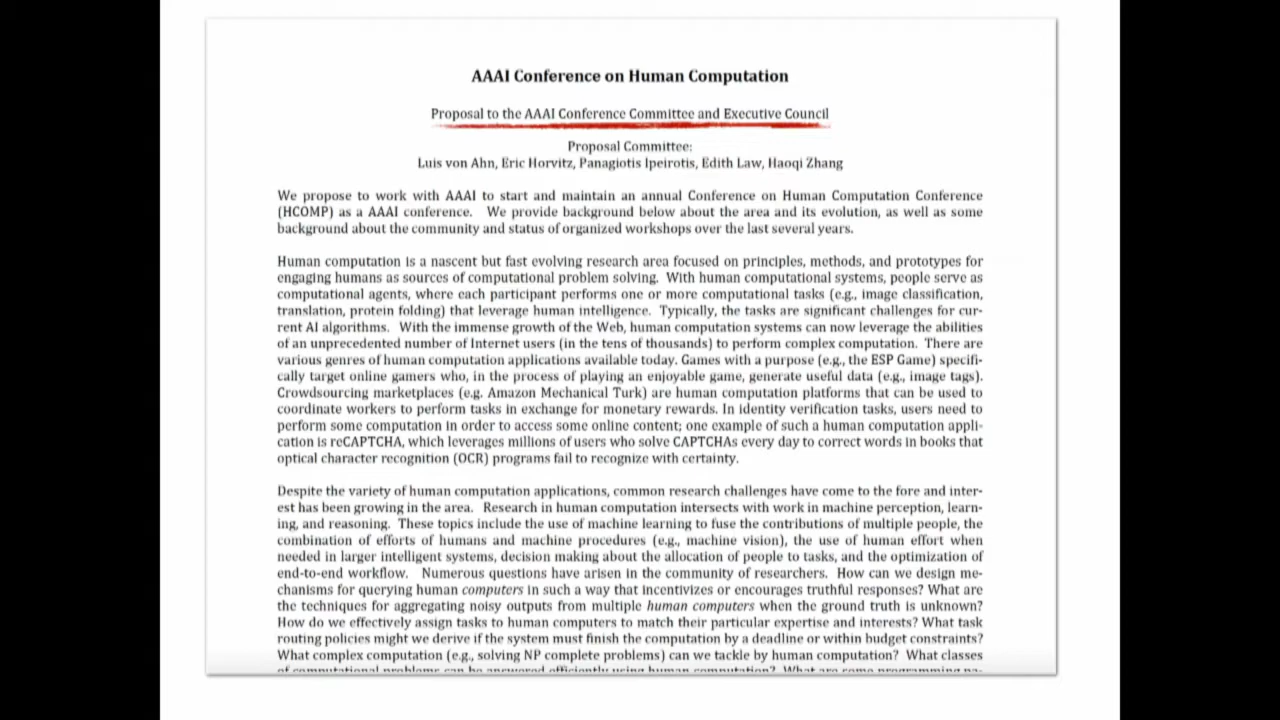 AAAI Conference on Human Computation
Proposal to the AAAI Conference Committee and Executive Council
Proposal Committee:
Luis von Ahn, Eric Horvitz, Panagiotis Ipeirotis, Edith Law, Haoqi Zhang
We propose to work with AAAI to start and maintain an annual Conference on Human Computation Conference
(HCOMP) as a AAAI conference. We provide background below about the area and its evolution, as well as some
background about the community and status of organized workshops over the last several years.
Human computation is a nascent but fast evolving research area focused on principles, methods, and prototypes for
engaging humans as sources of computational problem solving. With human computational systems, people serve as
computational agents, where each participant performs one or more computational tasks (e.g., image classification,
translation, protein folding) that leverage human intelligence. Typically, the tasks are significant challenges for cur-
rent AI algorithms. With the immense growth of the Web, human computation systems can now leverage the abilities
of an unprecedented number of Internet users (in the tens of thousands) to perform complex computation. There are
various genres of human computation applications available today. Games with a purpose (e.g., the ESP Game) specifi-
cally target online gamers who, in the process of playing an enjoyable game, generate useful data (e.g., image tags).
Crowdsourcing marketplaces (e.g. Amazon Mechanical Turk) are human computation platforms that can be used to
coordinate workers to perform tasks in exchange for monetary rewards. In identity verification tasks, users need to
perform some computation in order to access some online content; one example of such a human computation appli-
cation is reCAPTCHA, which leverages millions of users who solve CAPTCHAs every day to correct words in books that
optical character recognition (OCR) programs fail to recognize with certainty.
Despite the variety of human computation applications, common research challenges have come to the fore and inter-
est has been growing in the area. Research in human computation intersects with work in machine perception, learn-
ing, and reasoning. These topics include the use of machine learning to fuse the contributions of multiple people, the
combination of efforts of humans and machine procedures (e.g., machine vision), the use of human effort when
needed in larger intelligent systems, decision making about the allocation of people to tasks, and the optimization of
end-to-end workflow. Numerous questions have arisen in the community of researchers. How can we design me-
chanisms for querying human computers in such a way that incentivizes or encourages truthful responses? What are
the techniques for aggregating noisy outputs from multiple human computers when the ground truth is unknown?
How do we effectively assign tasks to human computers to match their particular expertise and interests? What task
routing policies might we derive if the system must finish the computation by a deadline or within budget constraints?
What complex computation (e.g., solving NP complete problems) can we tackle by human computation? What classes
of computational problems can be answered efficiently using human computation? What are some programming pa-